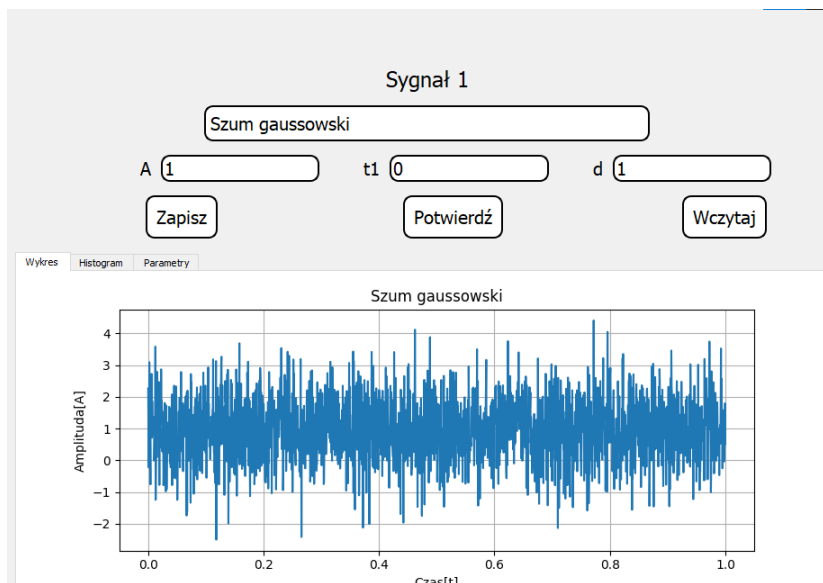 Sygnał 1
Szum gaussowski
A 1 t1 0 d 1
Zapisz Potwierdź Wczytaj
Wykres Histogram Parametry
Szum gaussowski
4
3
2
1
0
−1
−2
Amplituda[A]
0.0 0.2 0.4 0.6 0.8 1.0
Czas[t]